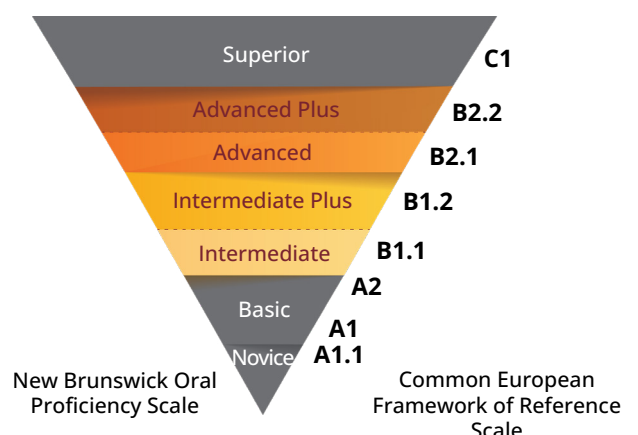 Superior
C1
Advanced Plus
B2.2
Advanced
B2.1
Intermediate Plus
B1.2
Intermediate
B1.1
A2
Basic
A1
Novice
A1.1
New Brunswick Oral
Proficiency Scale
Common European
Framework of Reference
Scale